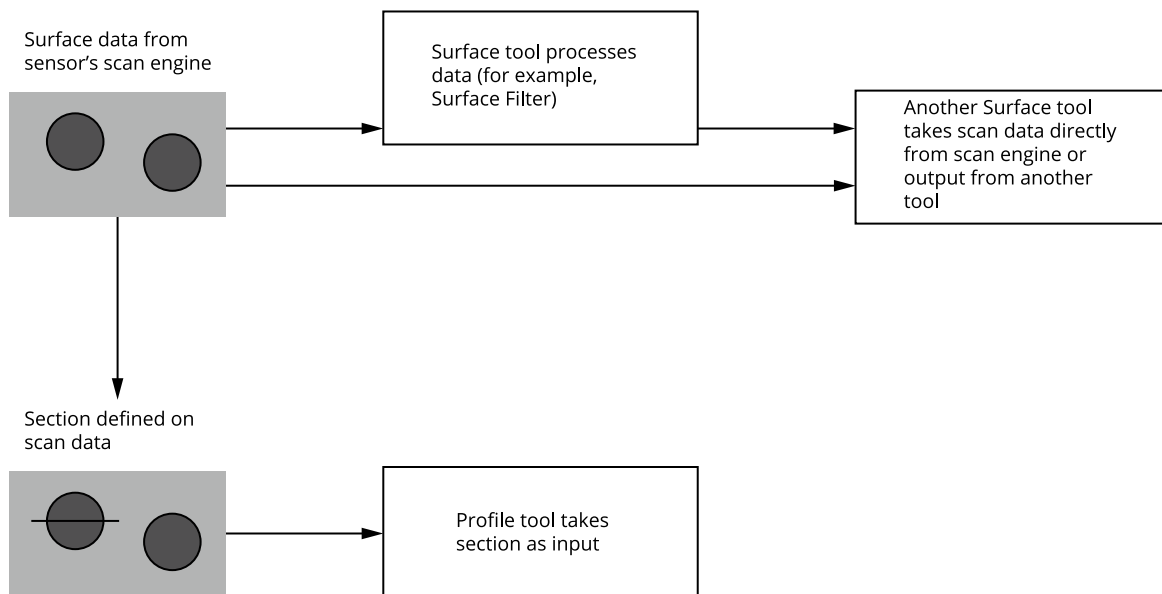 Surface data from
sensor’s scan engine
Surface tool processes
data (for example,
Surface Filter)
Another Surface tool
takes scan data directly
from scan engine or
output from another
tool
Section defined on
scan data
Profile tool takes
section as input